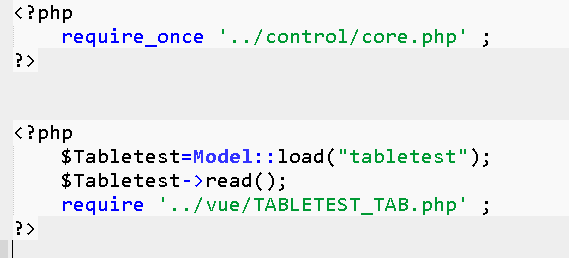 <?php
    require_once '../control/core.php' ;
?>
<?php
    $Tabletest=Model::load("tabletest");
    $Tabletest->read();
    require '../vue/TABLETEST_TAB.php' ;
?>